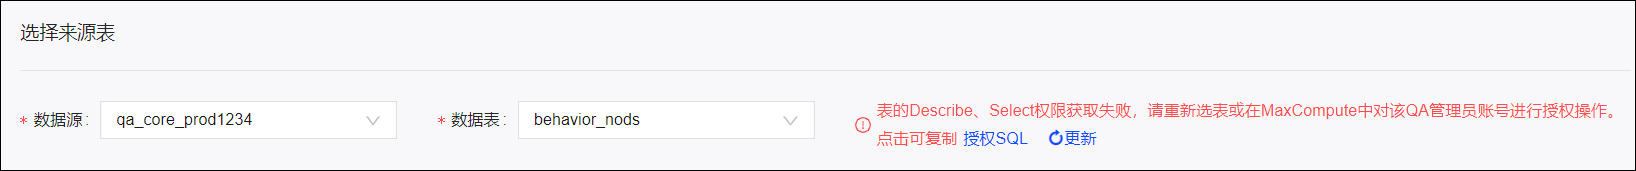 选择来源表
* 数据源: qa_core_prod1234 * 数据表: behavior_nods
表的Describe、Select权限获取失败，请重新选表或在MaxCompute中对该QA管理员账号进行授权操作。
点击可复制 授权SQL 更新